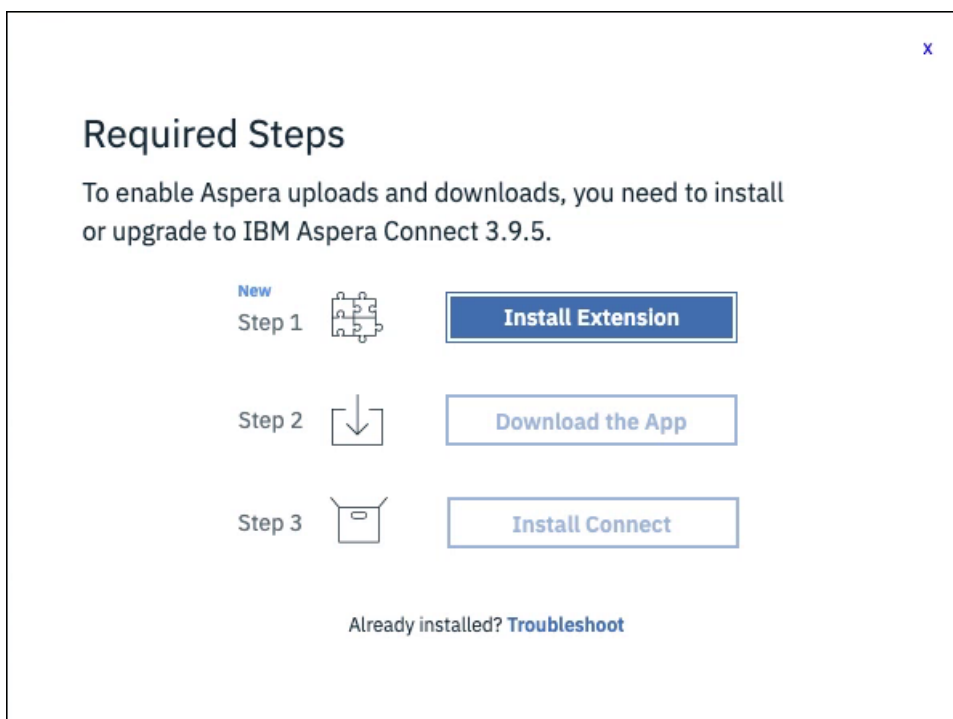 X
Required Steps
To enable Aspera uploads and downloads, you need to install
or upgrade to IBM Aspera Connect 3.9.5.
New
Step 1
Install Extension
Step 2
Download the App
Step 3
Install Connect
Already installed? Troubleshoot